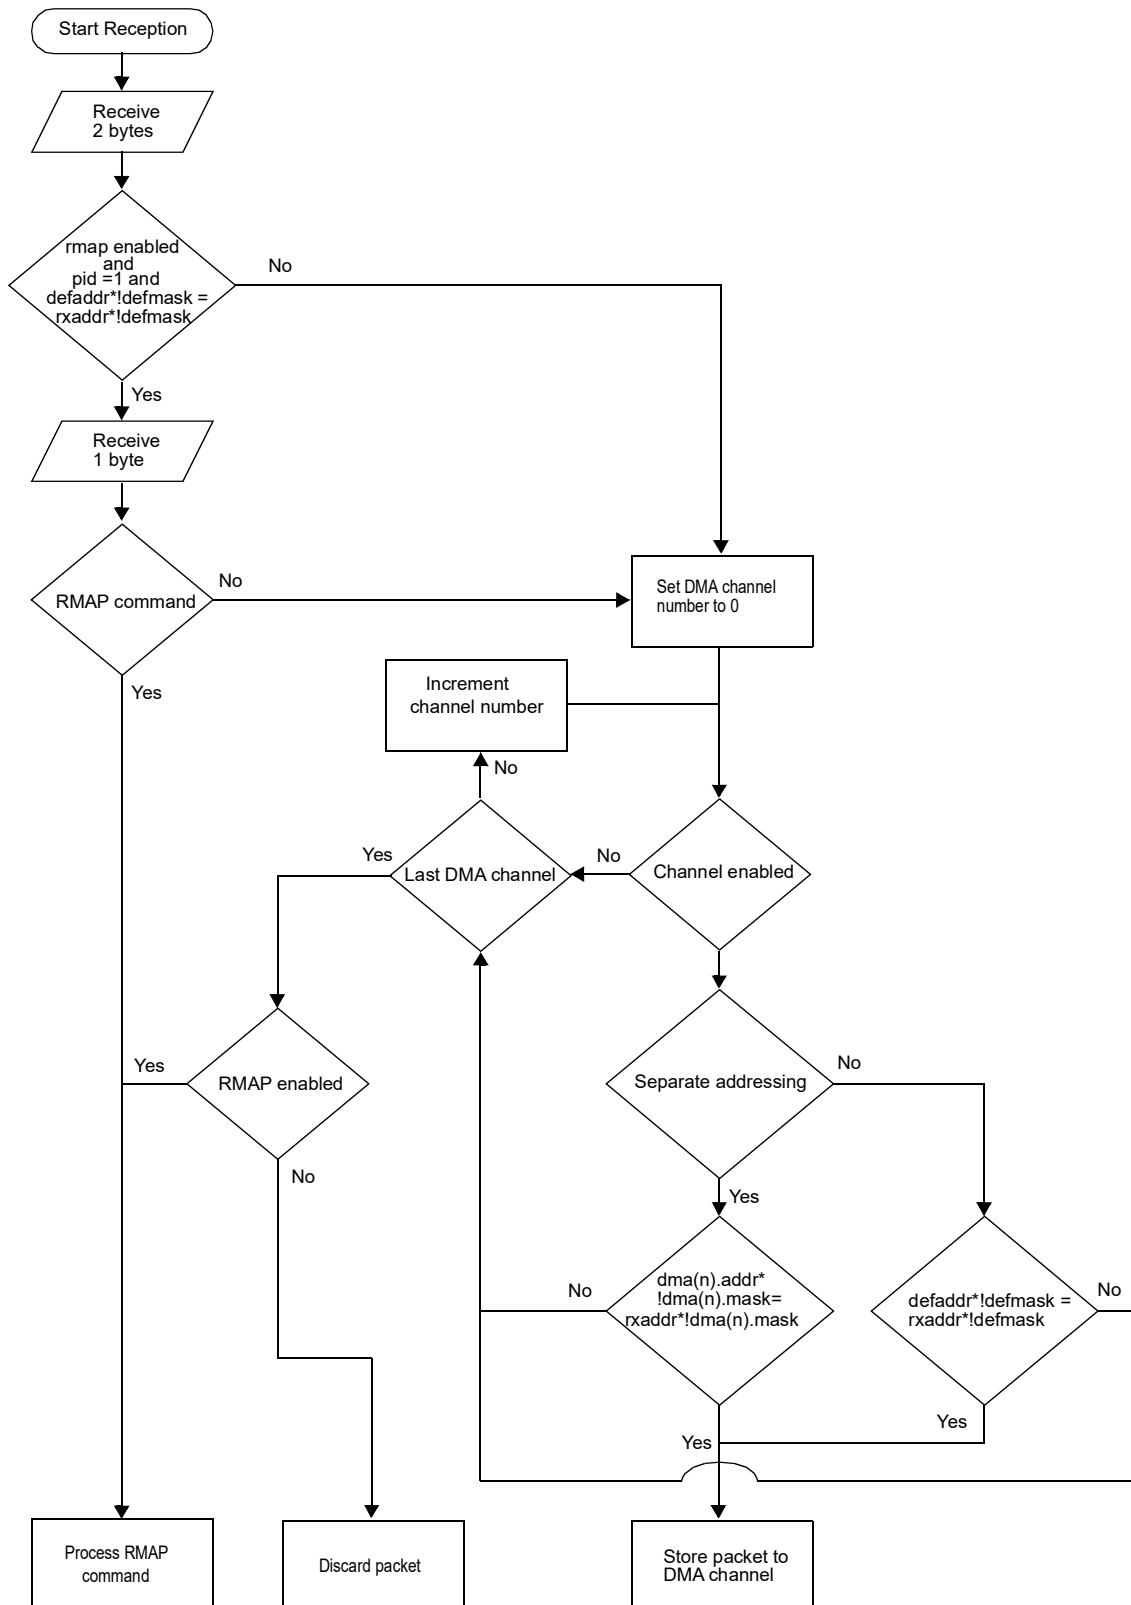 Start Reception
Receive
2 bytes
rmap enabled
and
pid =1 and
defaddr*!defmask =
rxaddr*!defmask
No
Yes
Receive
1 byte
RMAP command
No
Yes
Set DMA channel
number to 0
Increment
channel number
No
Last DMA channel
Yes
No
Channel enabled
RMAP enabled
Yes
No
Separate addressing
No
Yes
dma(n).addr*
!dma(n).mask=
rxaddr*!dma(n).mask
No
Yes
defaddr*!defmask =
rxaddr*!defmask
No
Yes
Process RMAP
command
Discard packet
Store packet to
DMA channel